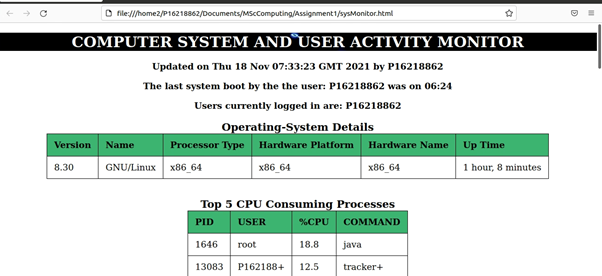 file:///home2/P16218862/Documents/MScComputing/Assignment1/sysMonitor.html
COMPUTER SYSTEM AND USER ACTIVITY MONITOR
Updated on Thu 18 Nov 07:33:23 GMT 2021 by P16218862
The last system boot by the the user: P16218862 was on 06:24
Users currently logged in are: P16218862
Operating-System Details
Version Name Processor Type Hardware Platform Hardware Name Up Time
8.30 GNU/Linux x86_64 x86_64 x86_64 1 hour, 8 minutes
Top 5 CPU Consuming Processes
PID USER %CPU COMMAND
1646 root 18.8 java
13083 P162188+ 12.5 tracker+